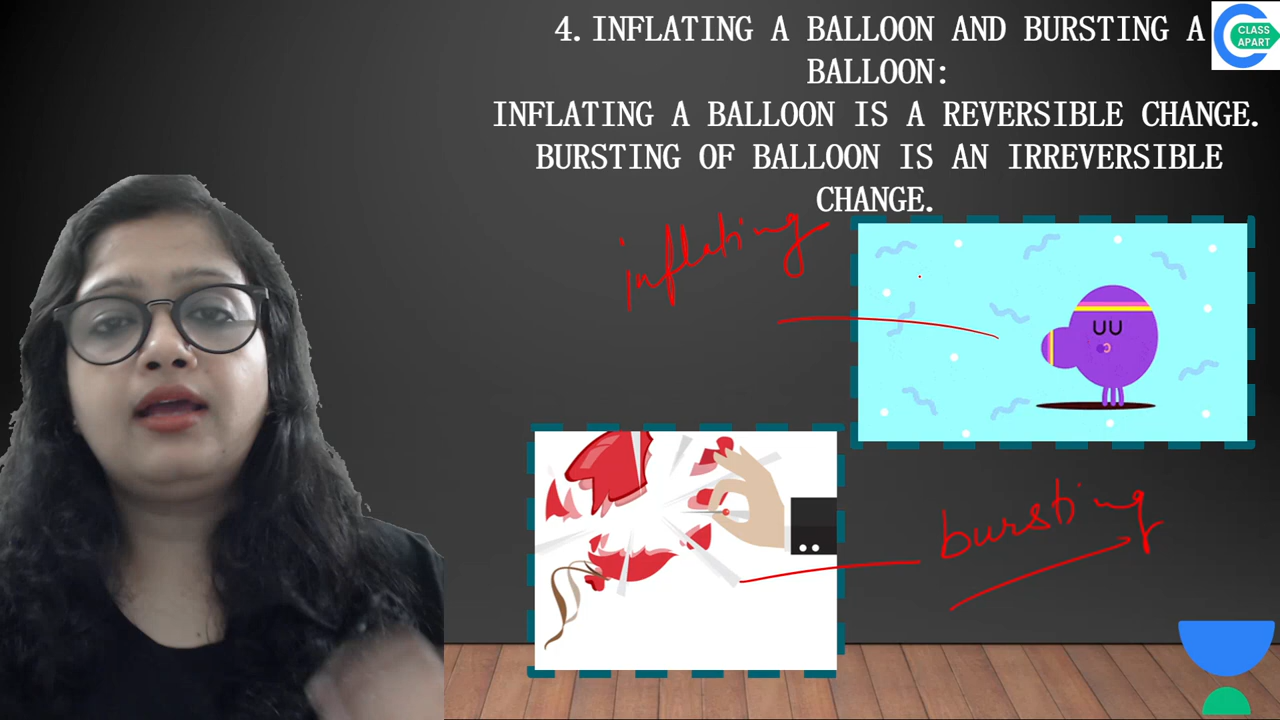 4. INFLATING A BALLOON AND BURSTING A
BALLOON:
INFLATING A BALLOON IS A REVERSIBLE CHANGE.
BURSTING OF BALLOON IS AN IRREVERSIBLE
CHANGE.
CLASS
APART
inflating
bursting